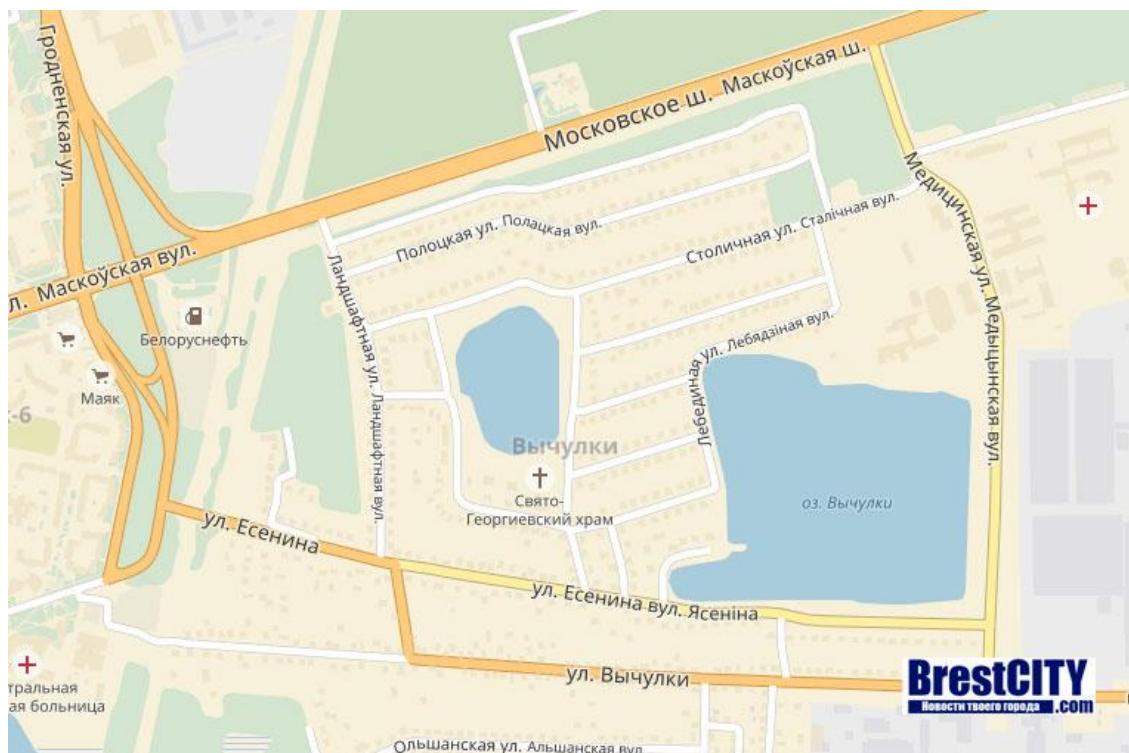 Гродненская ул.
Московское ш. Маскоўская ш.
л. Маскоўская вул.
Медицинская ул. Медыцынская вул.
Полоцкая ул. Полацкая вул.
Столичная ул. Сталічная вул.
Ландшафтная ул. Ландшафтная вул.
Белоруснефть
Лебединая ул. Лебядзіная вул.
Маяк
к-6
Вычулки
Свято-
Георгиевский храм
оз. Вычулки
ул. Есенина
ул. Есенина вул. Ясеніна
ул. Вычулки
тральная
ая больница
Ольшанская ул. Альшанская вул.
BrestCITY
Новости твоего города .com